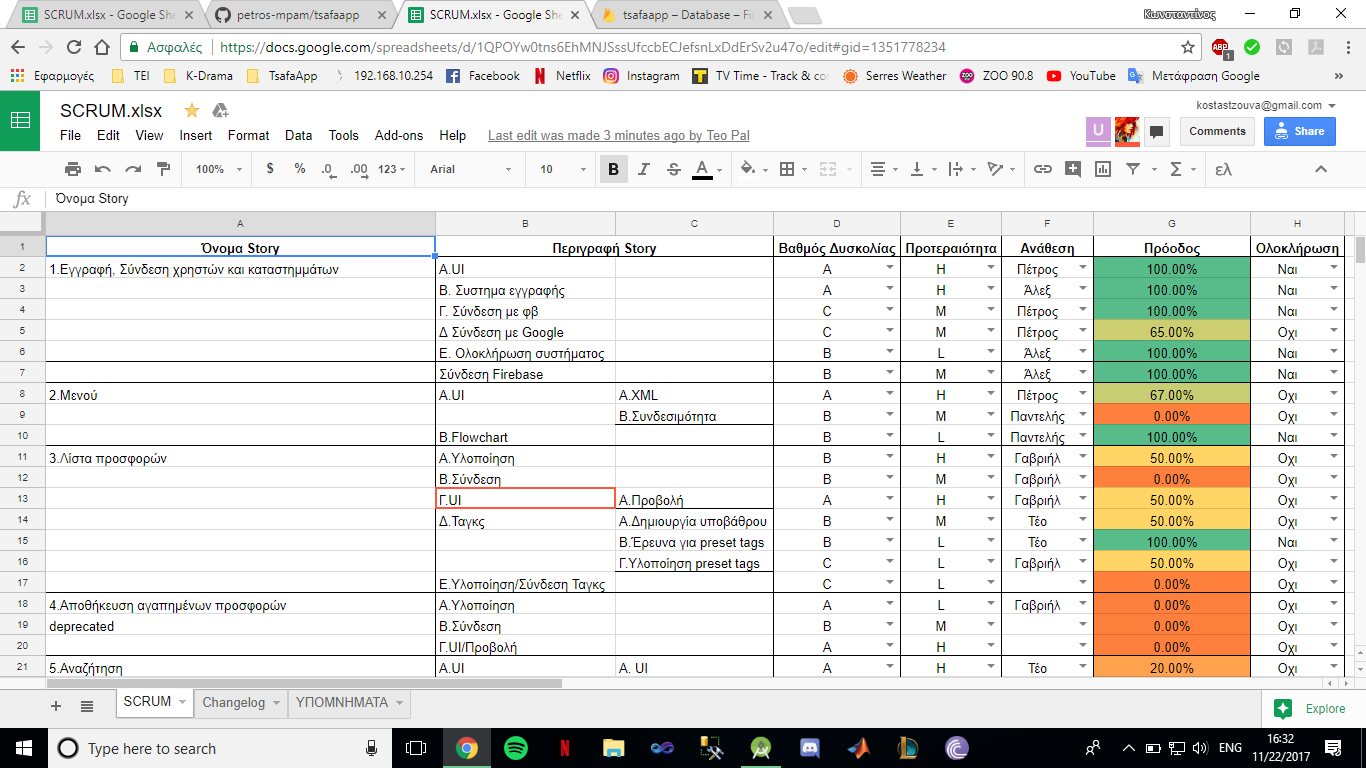 SCRUM.xlsx - Google She
petros-mpam/tsafaapp
SCRUM.xlsx - Google She
tsafaapp – Database – Fir
Κωνσταντίνος
Ασφαλές
https://docs.google.com/spreadsheets/d/1QPOYw0tm6EhMNJSssUfccbECJefsnLxDdErSv2u47o/edit#gid=1351778234
ABP
1
Εφαρμογές
TEI
K-Drama
TsafaApp
192.168.10.254
Facebook
Netflix
Instagram
TV Time - Track & co
Serres Weather
ZOO 90.8
YouTube
Μετάφραση Google
SCRUM.xlsx
kostastzouva@gmail.com
File Edit View Insert Format Data Tools Add-ons Help
Last edit was made 3 minutes ago by Teo Pal
U
Comments
Share
100% $ % .0 .00 123 Arial 10 B I S A Σ ελ
fx Όνομα Story
A B C D E F G H
1 Όνομα Story Περιγραφή Story Βαθμός Δυσκολίας Προτεραιότητα Ανάθεση Πρόοδος Ολοκλήρωση
2 1.Εγγραφή, Σύνδεση χρηστών και καταστημμάτων A.UI A H Πέτρος 100.00% Ναι
3 Β. Συστημα εγγραφής A H Άλεξ 100.00% Ναι
4 Γ. Σύνδεση με φβ C M Πέτρος 100.00% Ναι
5 Δ Σύνδεση με Google C M Πέτρος 65.00% Οχι
6 Ε. Ολοκλήρωση συστήματος B L Άλεξ 100.00% Ναι
7 Σύνδεση Firebase B M Άλεξ 100.00% Ναι
8 2.Μενού A.UI A.XML A H Πέτρος 67.00% Οχι
9 Β.Συνδεσιμότητα B M Παντελής 0.00% Οχι
10 B.Flowchart B L Παντελής 100.00% Ναι
11 3.Λίστα προσφορών Α.Υλοποίηση B H Γαβριήλ 50.00% Οχι
12 Β.Σύνδεση B M Γαβριήλ 0.00% Οχι
13 Γ.UI Α.Προβολή A H Γαβριήλ 50.00% Οχι
14 Δ.Ταγκς Α.Δημιουργία υποβάθρου B M Τέο 50.00% Οχι
15 Β.Έρευνα για preset tags B L Τέο 100.00% Ναι
16 Γ.Υλοποίηση preset tags C L Γαβριήλ 50.00% Οχι
17 Ε.Υλοποίηση/Σύνδεση Ταγκς C L 0.00% Οχι
18 4.Αποθήκευση αγαπημένων προσφορών Α.Υλοποίηση A L Γαβριήλ 0.00% Οχι
19 deprecated Β.Σύνδεση B M 0.00% Οχι
20 Γ.UI/Προβολή A H 0.00% Οχι
21 5.Αναζήτηση A.UI A. UI A H Τέο 20.00% Οχι
SCRUM Changelog ΥΠΟΜΝΗΜΑΤΑ Explore
Type here to search
ENG
16:32
11/22/2017